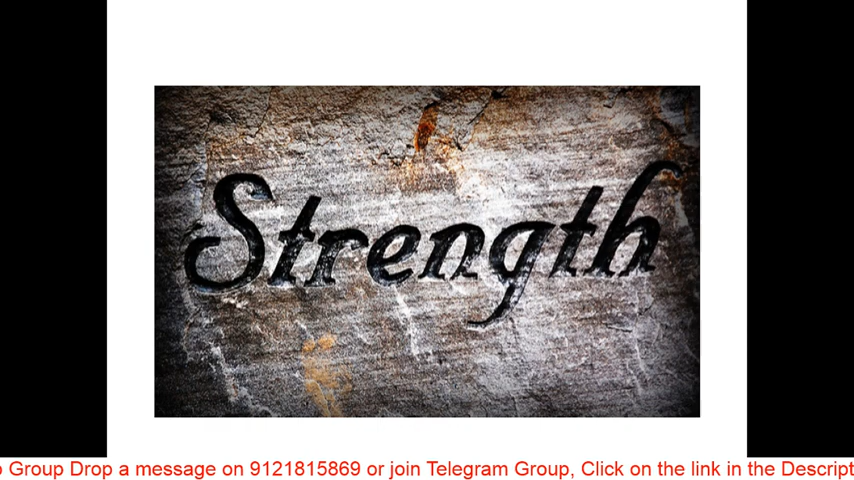 Strength
o Group Drop a message on 9121815869 or join Telegram Group, Click on the link in the Descript